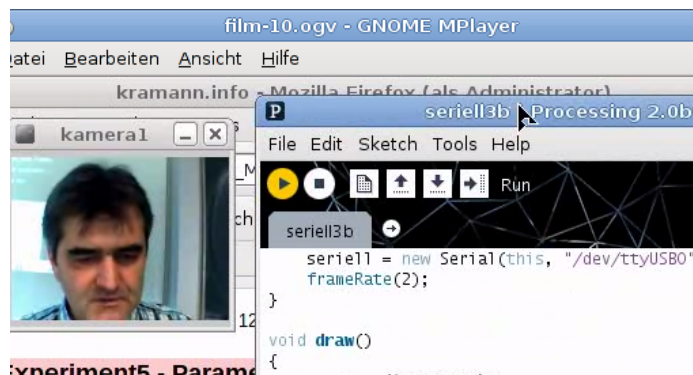 film-10.ogv - GNOME MPlayer
atei Bearbeiten Ansicht Hilfe
kramann.info - Mozilla Firefox (als Administrator)
kamera1
seriell3b Processing 2.0b
File Edit Sketch Tools Help
Run
seriell3b
seriell = new Serial(this, "/dev/ttyUSB0"
frameRate(2);
}
12
void draw()
{
Experiment5 - Parame